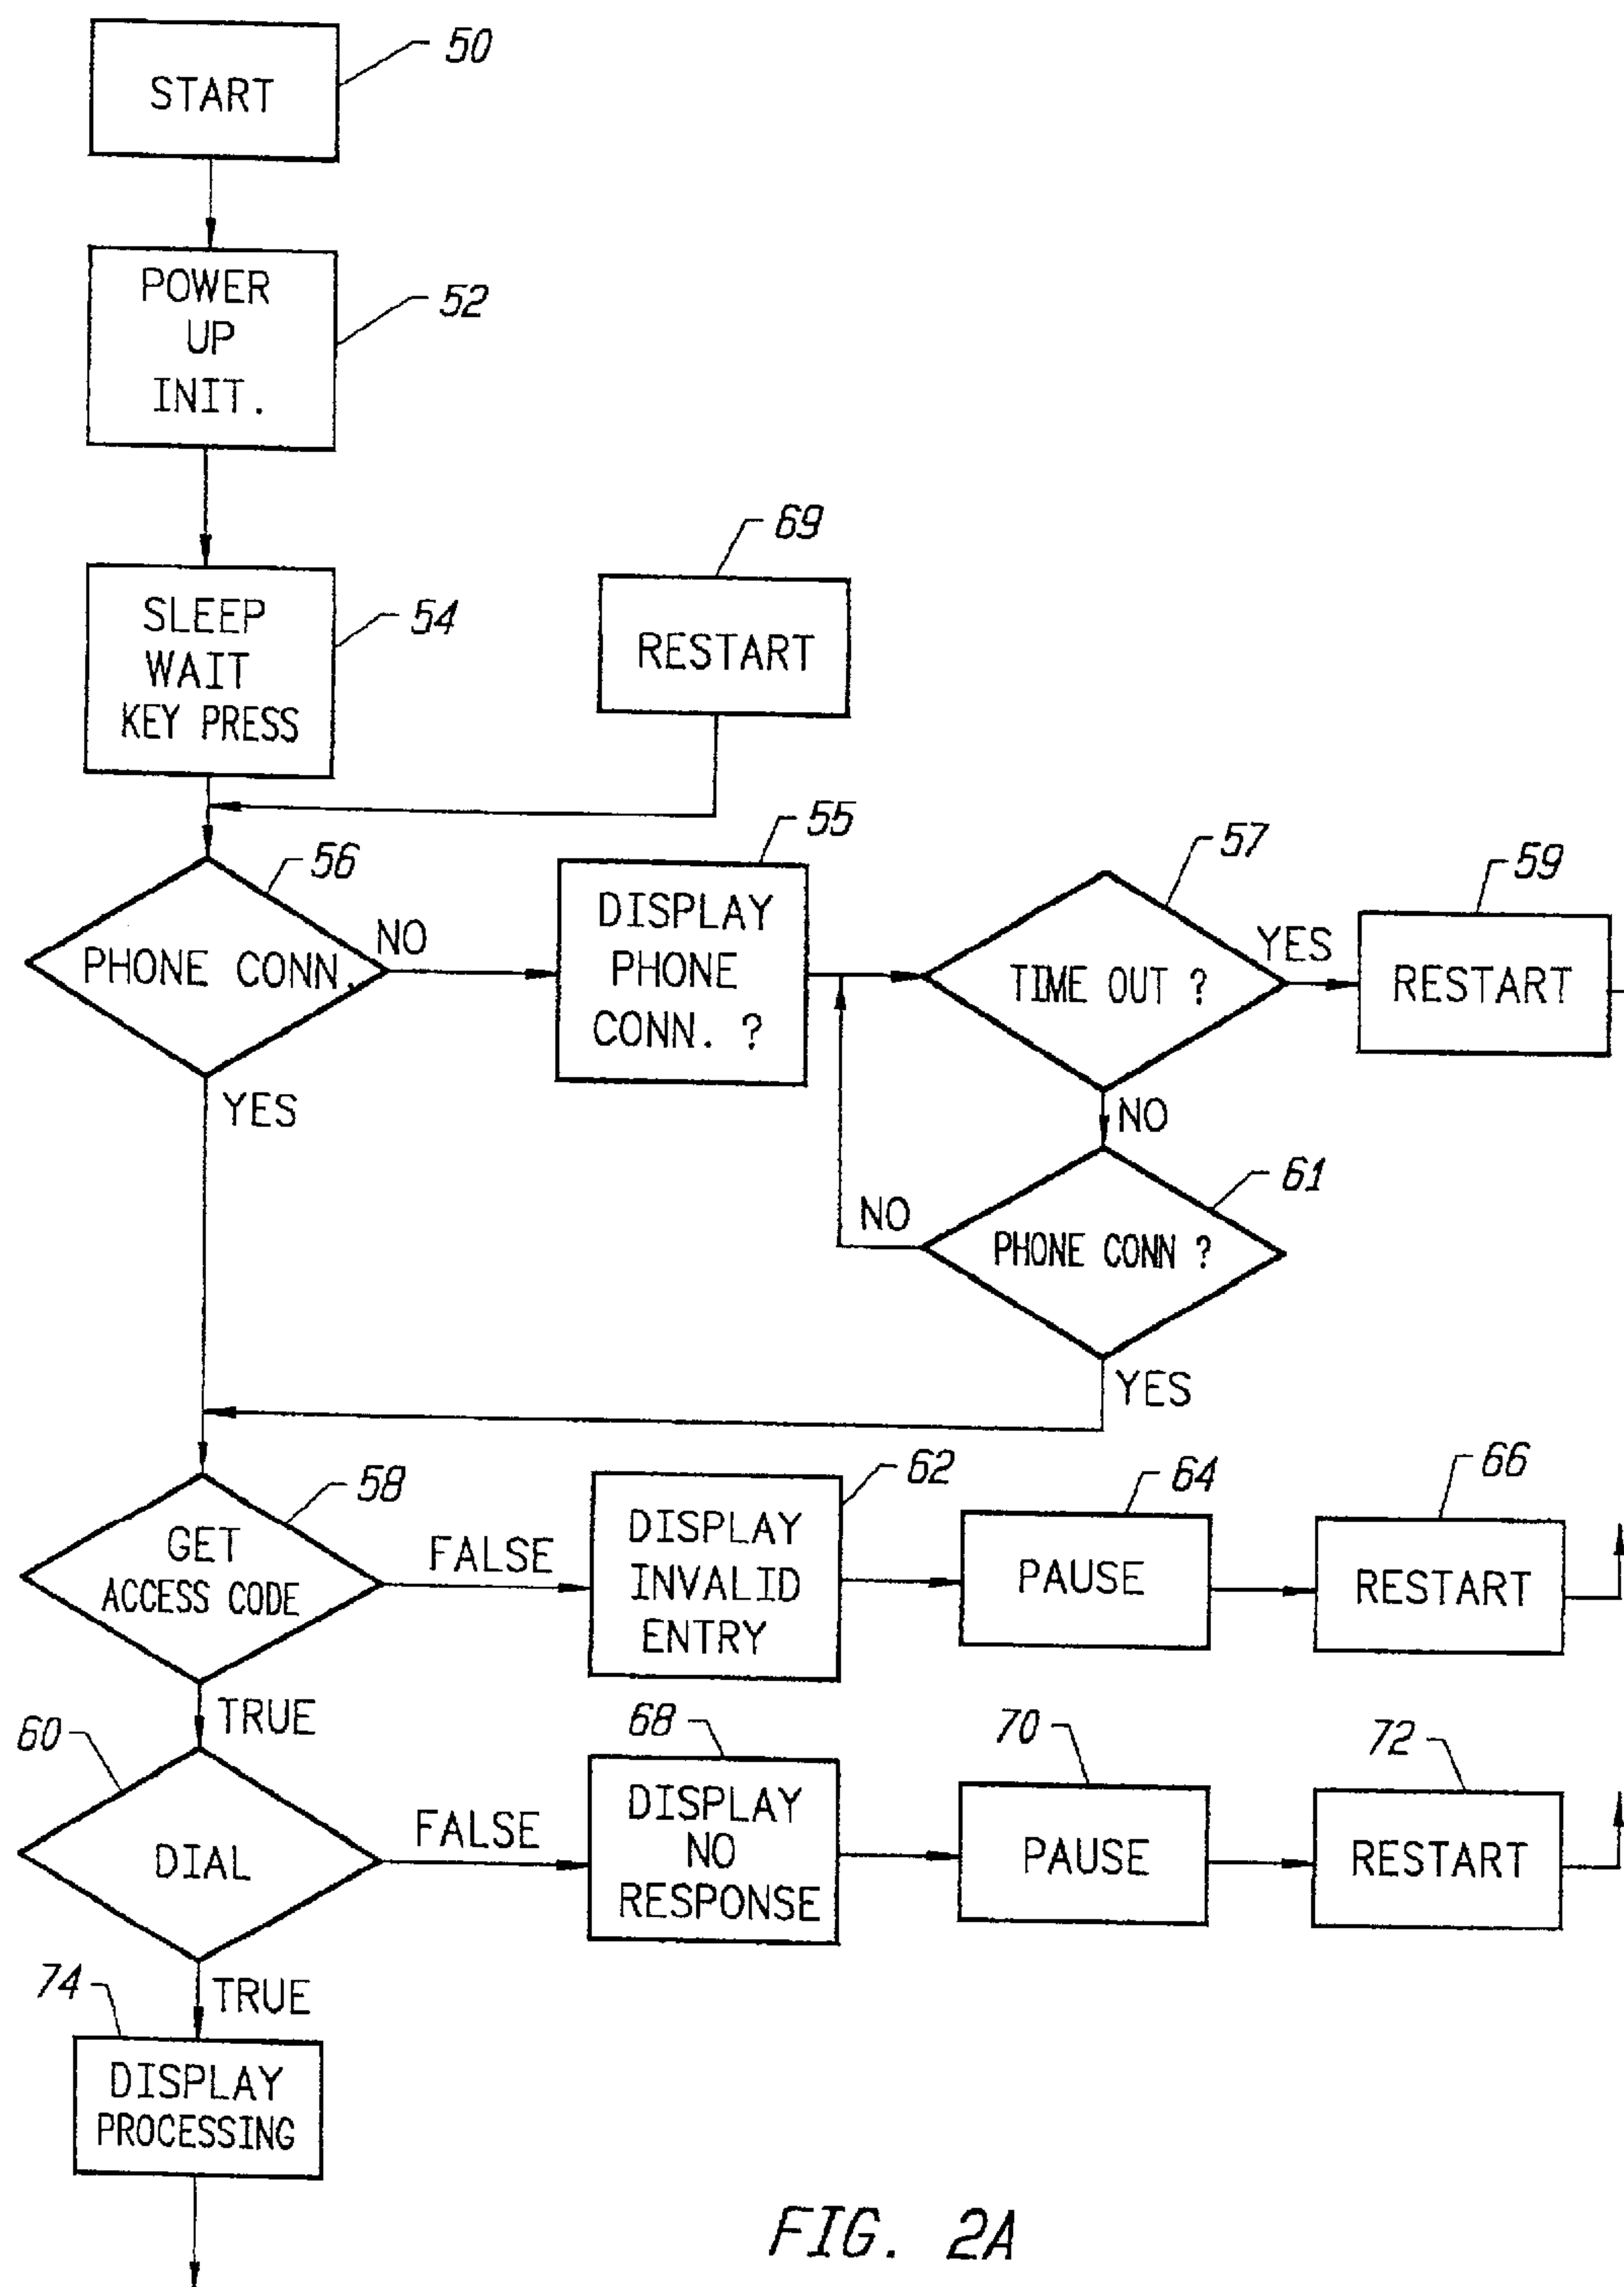 50
START
POWER
UP
INIT.
52
69
SLEEP
WAIT
KEY PRESS
54
RESTART
56
PHONE CONN.
NO
YES
55
DISPLAY
PHONE
CONN. ?
57
TIME OUT ?
YES
NO
59
RESTART
61
PHONE CONN ?
NO
YES
58
GET
ACCESS CODE
FALSE
TRUE
62
DISPLAY
INVALID
ENTRY
64
PAUSE
66
RESTART
60
DIAL
FALSE
TRUE
68
DISPLAY
NO
RESPONSE
70
PAUSE
72
RESTART
74
DISPLAY
PROCESSING
FIG. 2A